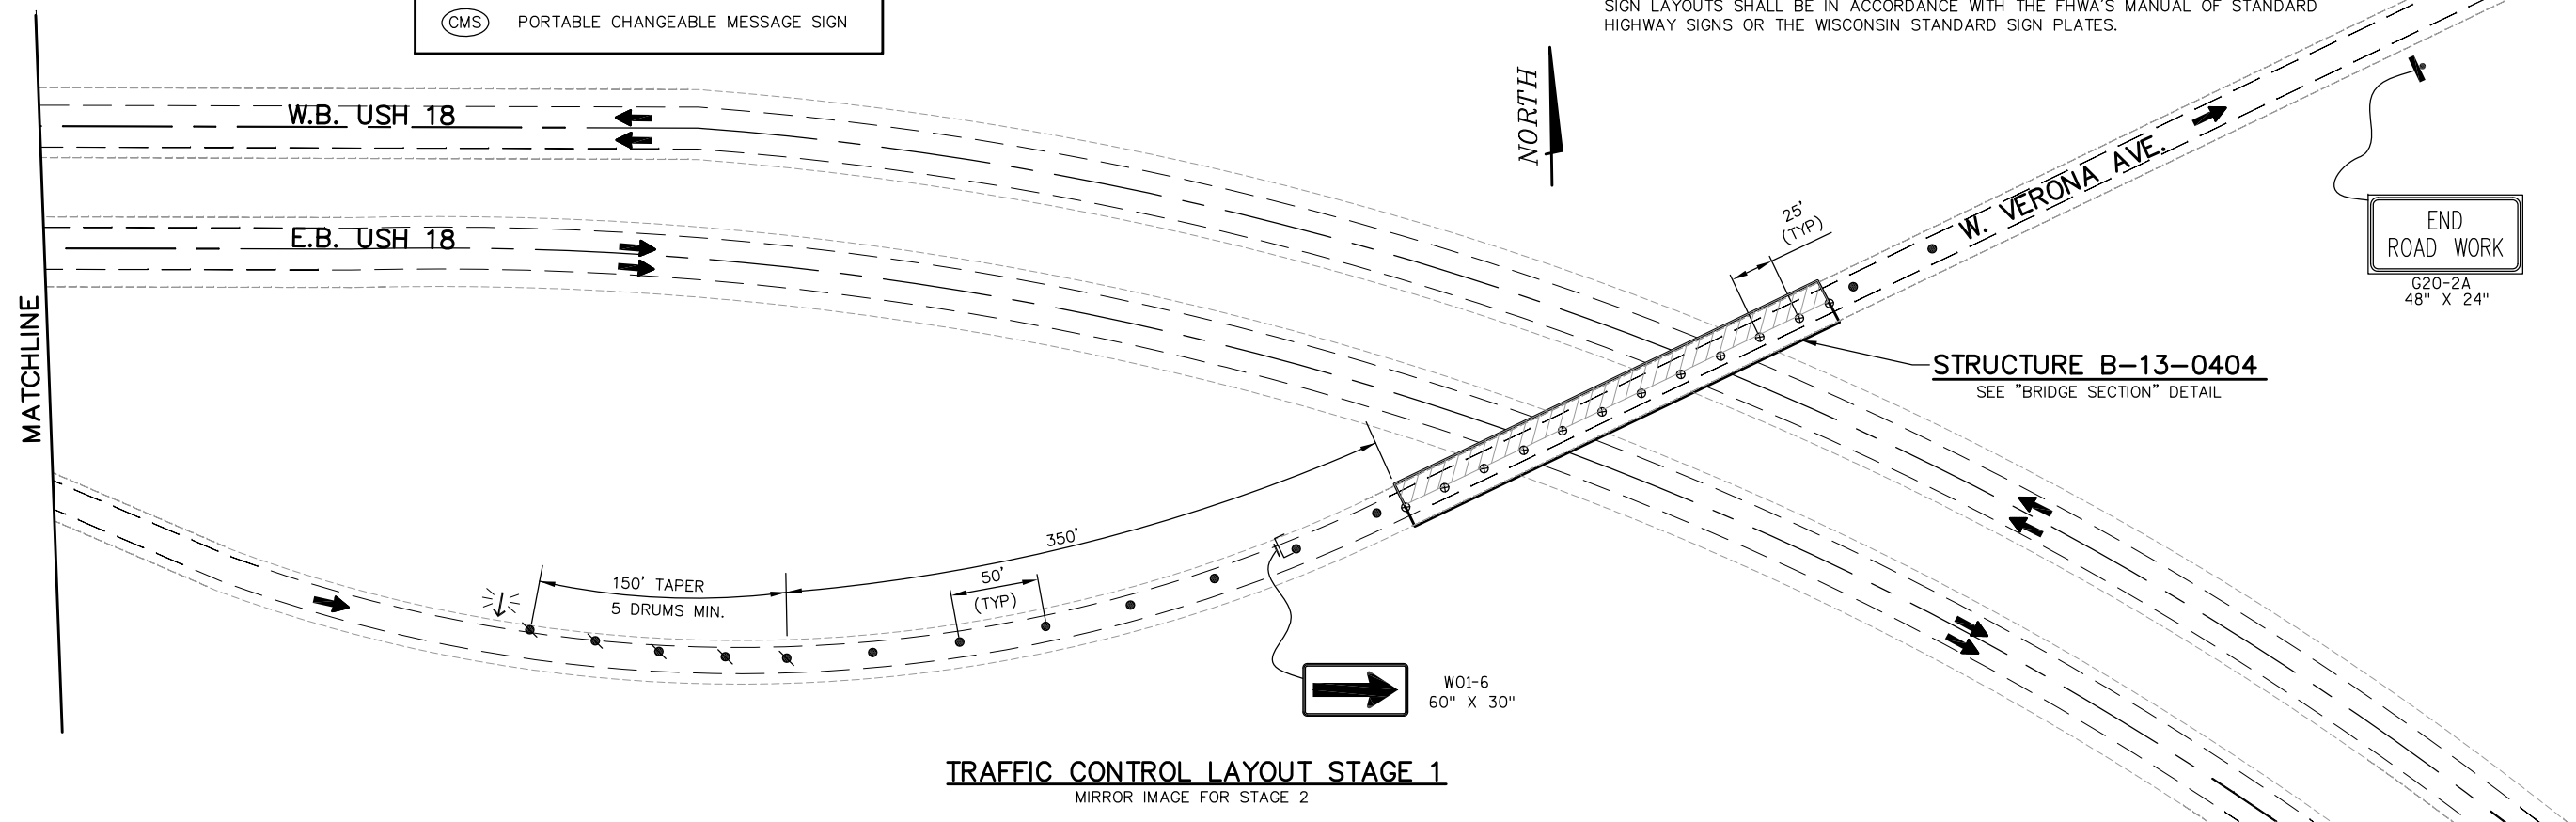 CMS PORTABLE CHANGEABLE MESSAGE SIGN
SIGN LAYOUTS SHALL BE IN ACCORDANCE WITH THE FHWA'S MANUAL OF STANDARD
HIGHWAY SIGNS OR THE WISCONSIN STANDARD SIGN PLATES.
NORTH
W.B. USH 18
E.B. USH 18
MATCHLINE
W. VERONA AVE.
25'
(TYP)
END
ROAD WORK
G20-2A
48" X 24"
STRUCTURE B-13-0404
SEE "BRIDGE SECTION" DETAIL
350'
150' TAPER
5 DRUMS MIN.
50'
(TYP)
WO1-6
60" X 30"
TRAFFIC CONTROL LAYOUT STAGE 1
MIRROR IMAGE FOR STAGE 2